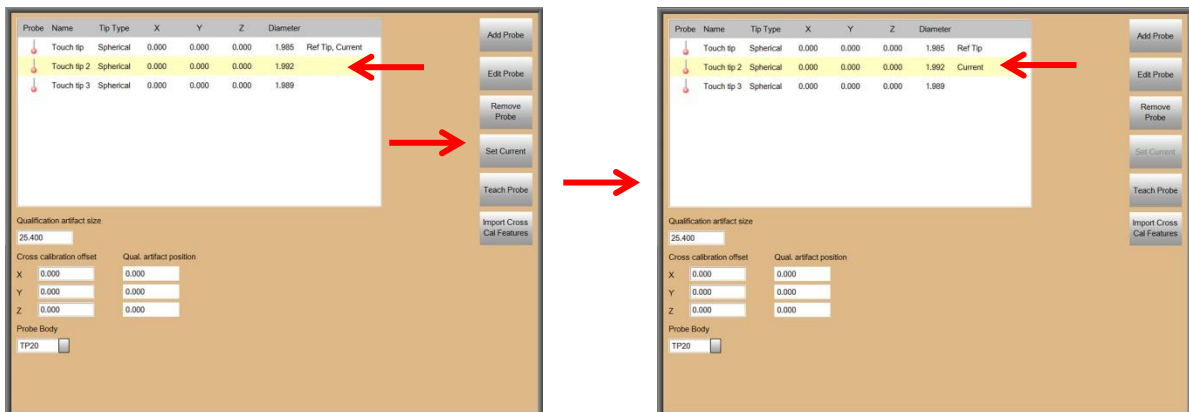 Probe Name Tip Type X Y Z Diameter
Touch tip Spherical 0.000 0.000 0.000 1.985 Ref Tip, Current
Touch tip 2 Spherical 0.000 0.000 0.000 1.992
Touch tip 3 Spherical 0.000 0.000 0.000 1.989
Add Probe
Edit Probe
Remove
Probe
Set Current
Teach Probe
Import Cross
Cal Features
Qualification artifact size
25.400
Cross calibration offset Qual. artifact position
X 0.000 0.000
Y 0.000 0.000
Z 0.000 0.000
Probe Body
TP20
Probe Name Tip Type X Y Z Diameter
Touch tip Spherical 0.000 0.000 0.000 1.985 Ref Tip
Touch tip 2 Spherical 0.000 0.000 0.000 1.992 Current
Touch tip 3 Spherical 0.000 0.000 0.000 1.989
Add Probe
Edit Probe
Remove
Probe
Set Current
Teach Probe
Import Cross
Cal Features
Qualification artifact size
25.400
Cross calibration offset Qual. artifact position
X 0.000 0.000
Y 0.000 0.000
Z 0.000 0.000
Probe Body
TP20